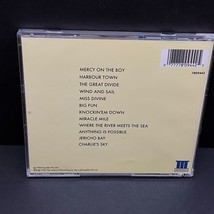 MERCY ON THE BOY
HARBOUR TOWN
THE GREAT DIVIDE
WIND AND SAIL
MISS DIVINE
BIG FUN
KNOCKIN'EM DOWN
MIRACLE MILE
WHERE THE RIVER MEETS THE SEA
ANYTHING IS POSSIBLE
JERICHO BAY
CHARLIE'S SKY